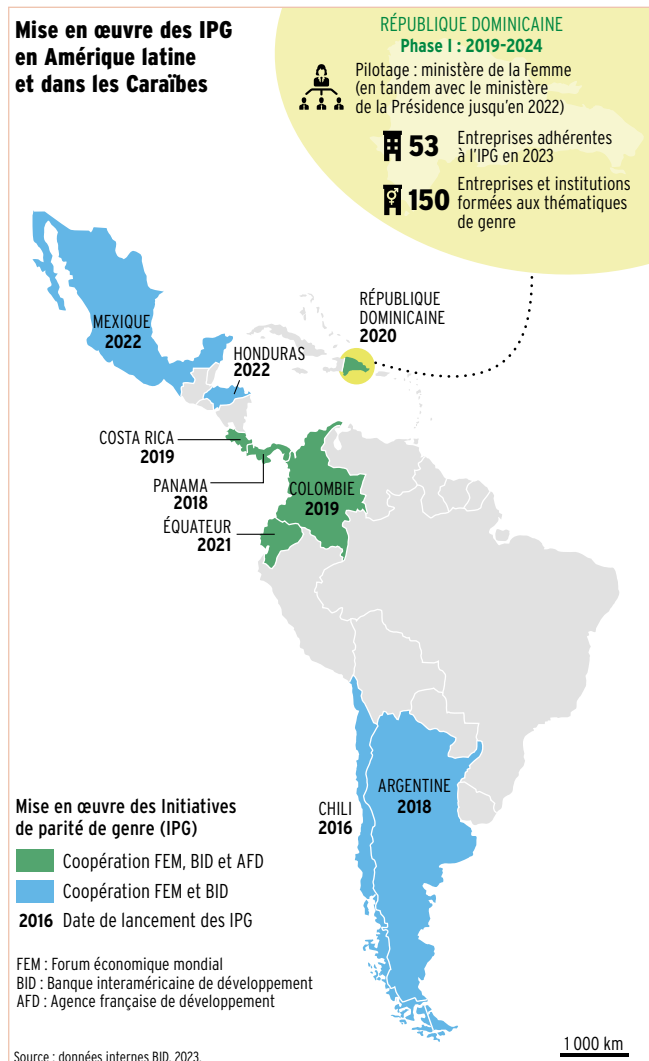 Mise en œuvre des IPG
en Amérique latine
et dans les Caraïbes
RÉPUBLIQUE DOMINICAINE
Phase I : 2019-2024
Pilotage : ministère de la Femme
(en tandem avec le ministère
de la Présidence jusqu'en 2022)
53 Entreprises adhérentes
à l'IPG en 2023
150 Entreprises et institutions
formées aux thématiques
de genre
RÉPUBLIQUE
DOMINICAINE
2020
MEXIQUE
2022
HONDURAS
2022
COSTA RICA
2019
PANAMA
2018
COLOMBIE
2019
ÉQUATEUR
2021
ARGENTINE
2018
CHILI
2016
Mise en œuvre des Initiatives
de parité de genre (IPG)
Coopération FEM, BID et AFD
Coopération FEM et BID
2016 Date de lancement des IPG
FEM : Forum économique mondial
BID : Banque interaméricaine de développement
AFD : Agence française de développement
Source : données internes BID, 2023.
1 000 km